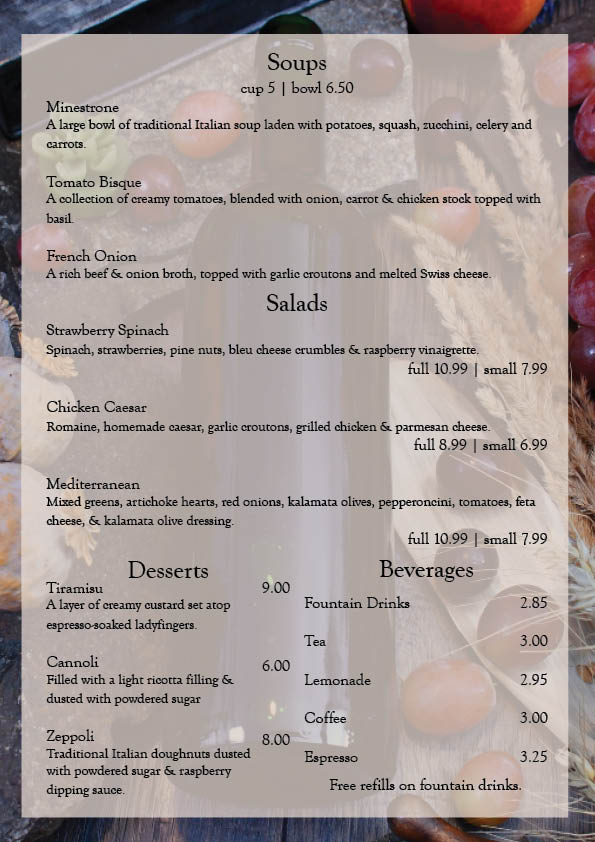 Soups
cup 5 | bowl 6.50
Minestrone
A large bowl of traditional Italian soup laden with potatoes, squash, zucchini, celery and
carrots.
Tomato Bisque
A collection of creamy tomatoes, blended with onion, carrot & chicken stock topped with
basil.
French Onion
A rich beef & onion broth, topped with garlic croutons and melted Swiss cheese.
Salads
Strawberry Spinach
Spinach, strawberries, pine nuts, bleu cheese crumbles & raspberry vinaigrette.
full 10.99 | small 7.99
Chicken Caesar
Romaine, homemade caesar, garlic croutons, grilled chicken & parmesan cheese.
full 8.99 | small 6.99
Mediterranean
Mixed greens, artichoke hearts, red onions, kalamata olives, pepperoncini, tomatoes, feta
cheese, & kalamata olive dressing.
full 10.99 | small 7.99
Desserts
Tiramisu 9.00
A layer of creamy custard set atop
espresso-soaked ladyfingers.
Cannoli 6.00
Filled with a light ricotta filling &
dusted with powdered sugar
Zeppoli 8.00
Traditional Italian doughnuts dusted
with powdered sugar & raspberry
dipping sauce.
Beverages
Fountain Drinks 2.85
Tea 3.00
Lemonade 2.95
Coffee 3.00
Espresso 3.25
Free refills on fountain drinks.